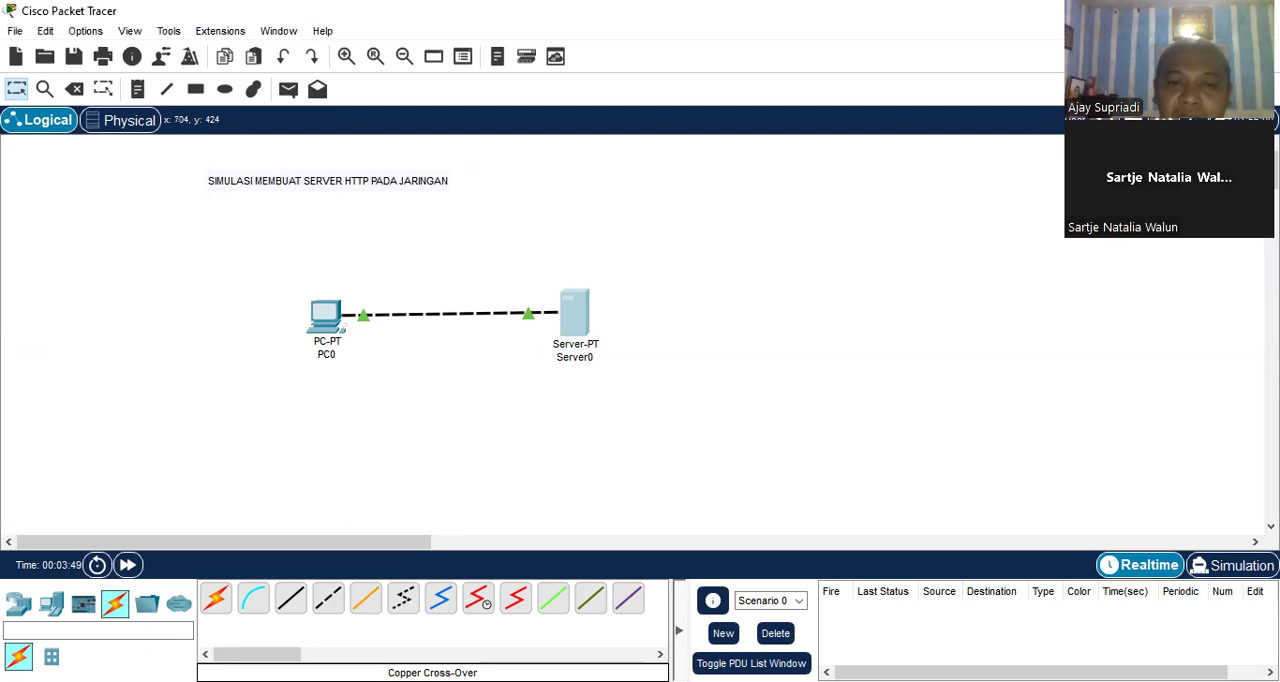 Cisco Packet Tracer
File Edit Options View Tools Extensions Window Help
Logical Physical x: 704, y: 424
Ajay Supriadi
Sartje Natalia Wal...
Sartje Natalia Walun
SIMULASI MEMBUAT SERVER HTTP PADA JARINGAN
PC-PT
PC0
Server-PT
Server0
Time: 00:03:49
Realtime Simulation
Scenario 0
New Delete
Toggle PDU List Window
Fire Last Status Source Destination Type Color Time(sec) Periodic Num Edit
Copper Cross-Over